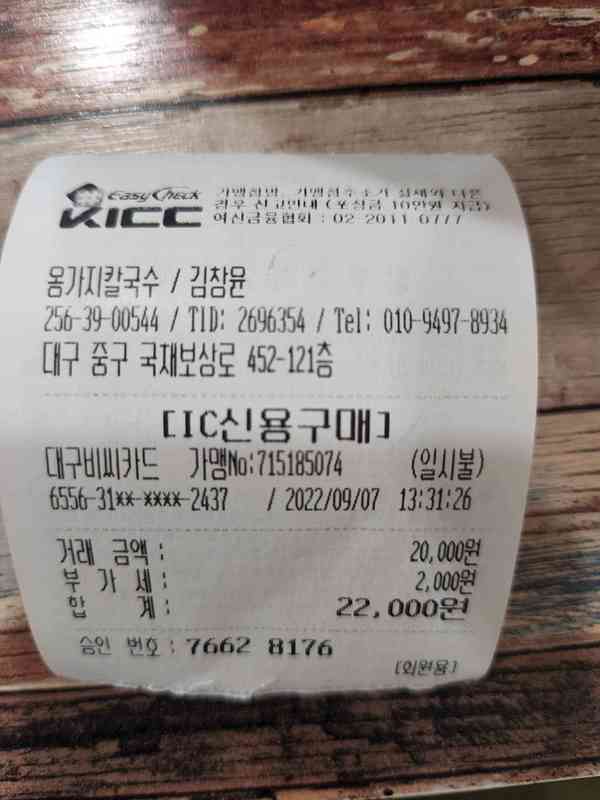 EasyCheck
KICC
가맹점명, 가맹점주소가 실제와 다른
경우 신고안내 (포상금 10만원 지급)
여신금융협회 : 02-2011-0777
옹가지칼국수 / 김창윤
256-39-00544 / TID: 2696354 / Tel: 010-9497-8934
대구 중구 국채보상로 452-121층
[IC신용구매]
대구비씨카드 가맹No:715185074 (일시불)
6556-31**-****-2437 / 2022/09/07 13:31:26
거래 금액 : 20,000원
부 가 세 : 2,000원
합 계 : 22,000원
승인 번호 : 7662 8176
(회원용)